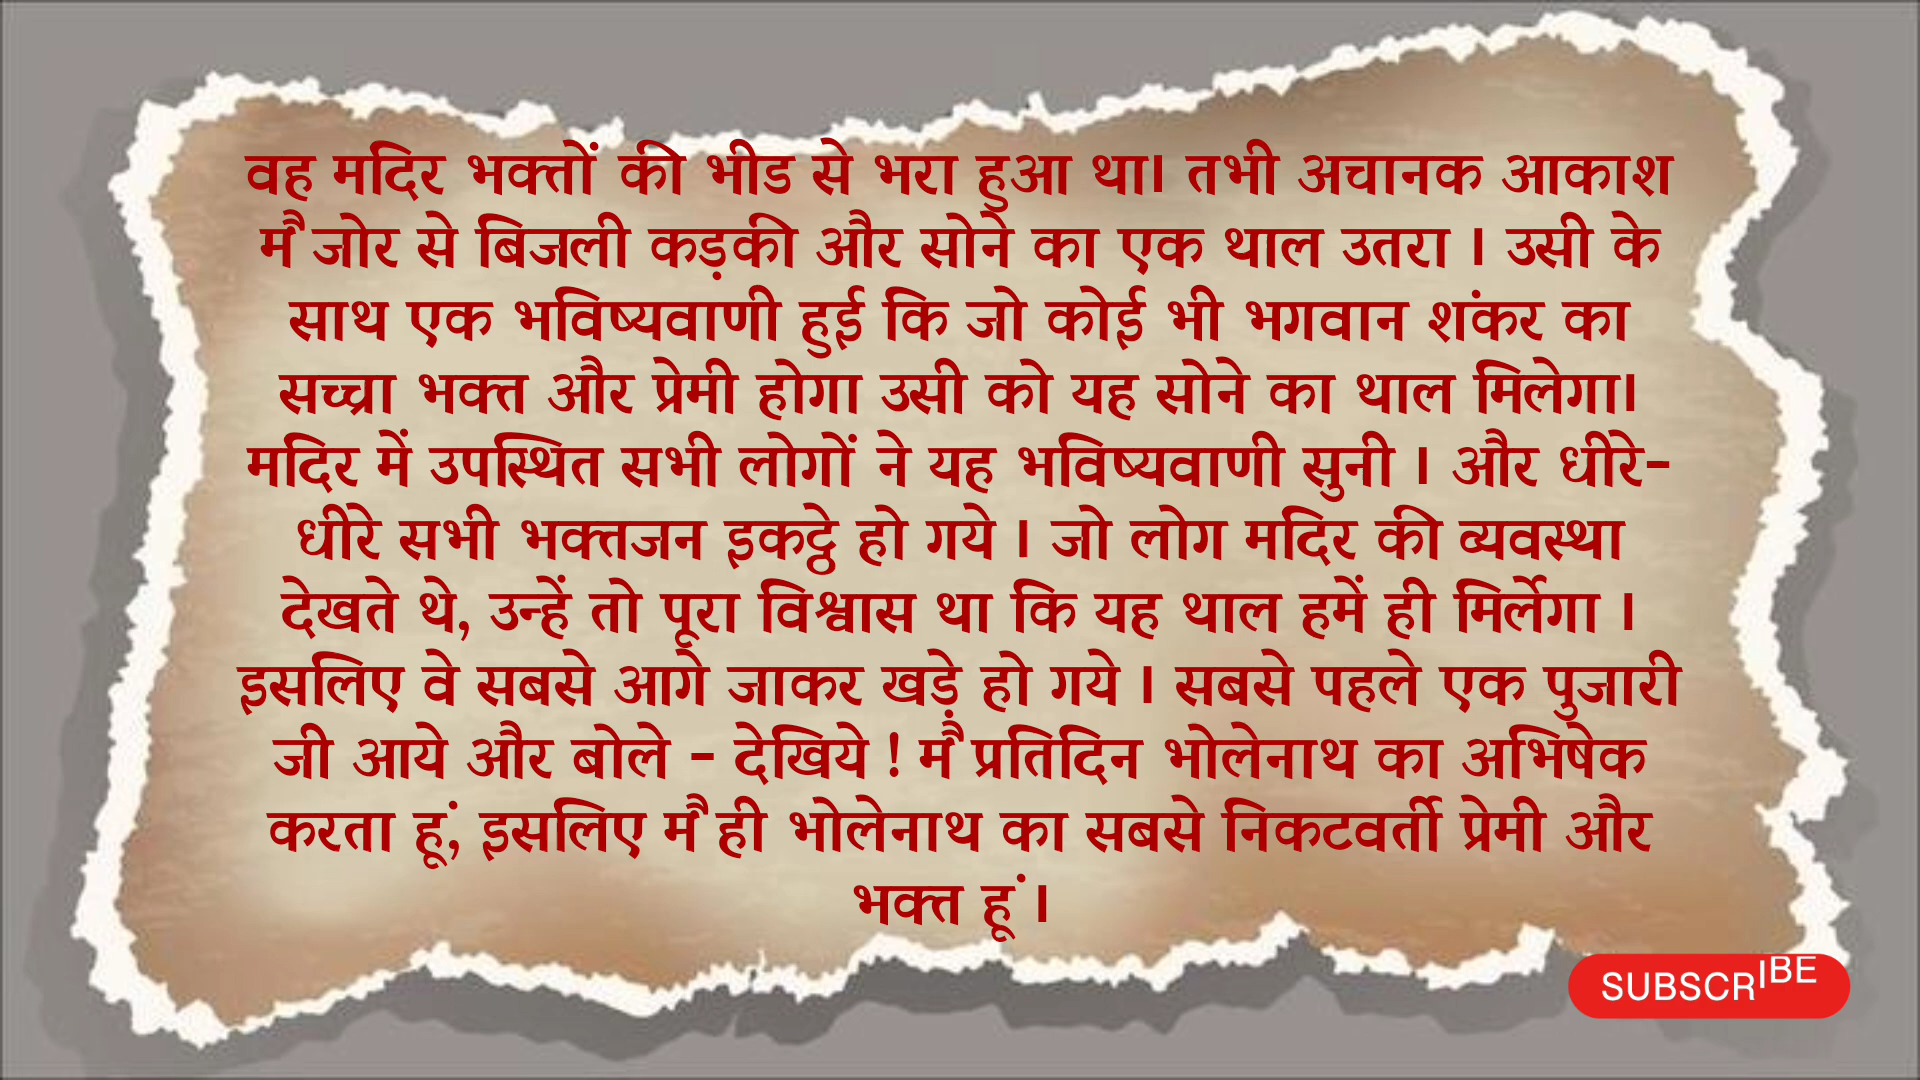 वह मदिर भक्तों की भीड से भरा हुआ था। तभी अचानक आकाश
मैं जोर से बिजली कड़की और सोने का एक थाल उतरा । उसी के
साथ एक भविष्यवाणी हुई कि जो कोई भी भगवान शंकर का
सच्चा भक्त और प्रेमी होगा उसी को यह सोने का थाल मिलेगा।
मदिर में उपस्थित सभी लोगों ने यह भविष्यवाणी सुनी । और धीरे-
धीरे सभी भक्तजन इकट्ठे हो गये । जो लोग मदिर की व्यवस्था
देखते थे, उन्हें तो पूरा विश्वास था कि यह थाल हमें ही मिलेंगा ।
इसलिए वे सबसे आगे जाकर खड़े हो गये । सबसे पहले एक पुजारी
जी आये और बोले - देखिये ! मैं प्रतिदिन भोलेनाथ का अभिषेक
करता हूं, इसलिए मैं ही भोलेनाथ का सबसे निकटवर्ती प्रेमी और
भक्त हूं ।
SUBSCRIBE